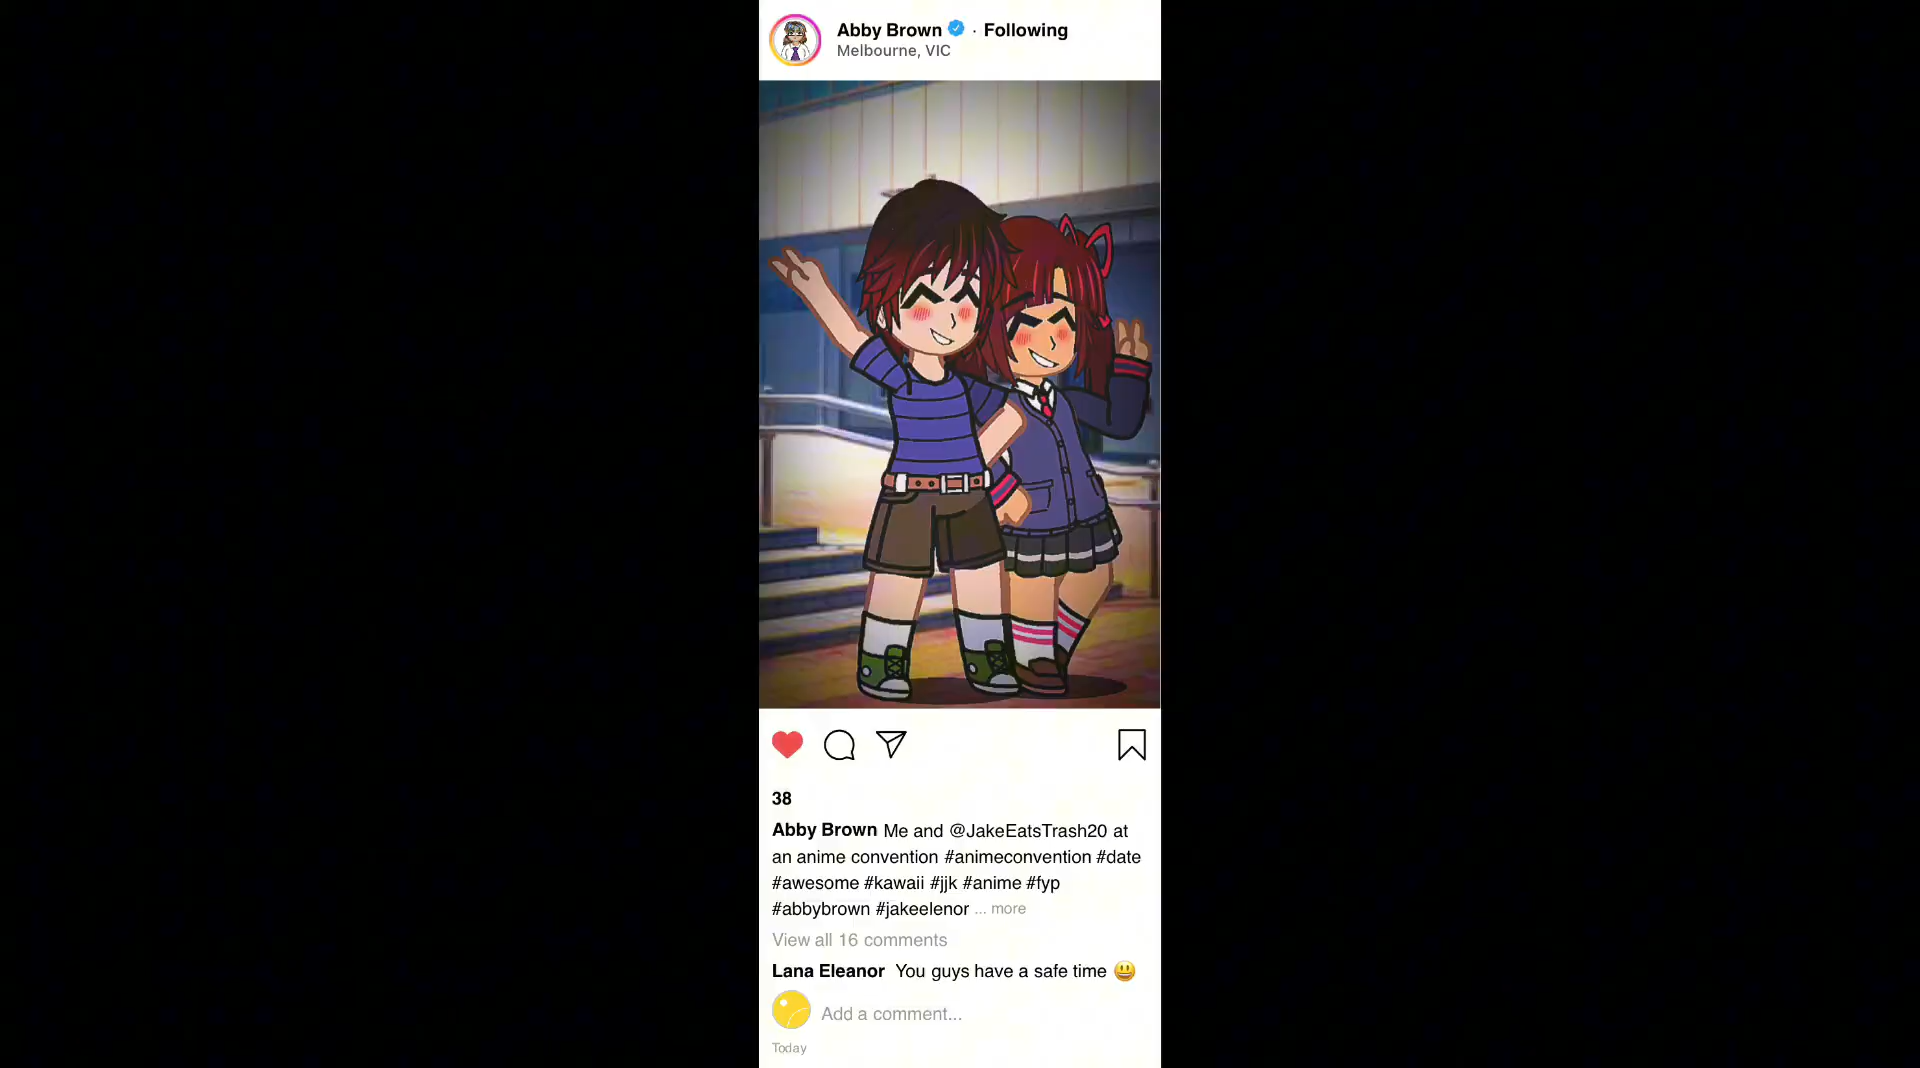 Abby Brown · Following
Melbourne, VIC
38
Abby Brown Me and @JakeEatsTrash20 at
an anime convention #animeconvention #date
#awesome #kawaii #jjk #anime #fyp
#abbybrown #jakeelenor ... more
View all 16 comments
Lana Eleanor You guys have a safe time 😃
Add a comment...
Today